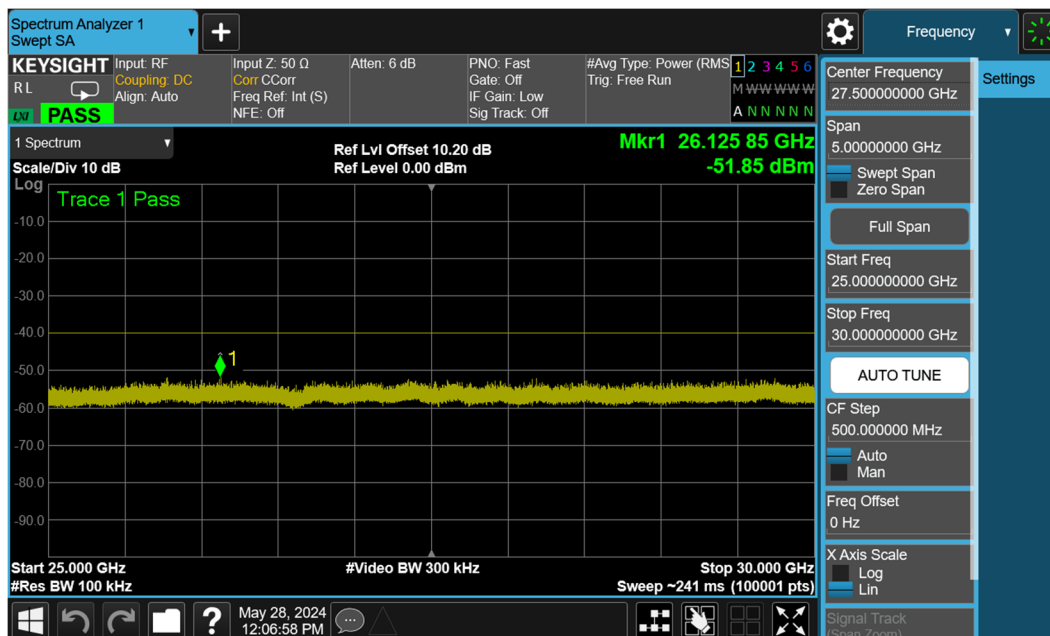 Spectrum Analyzer 1
Swept SA
+
Frequency
KEYSIGHT
RL
LXI
PASS
Input: RF
Coupling: DC
Align: Auto
Input Z: 50 Ω
Corr CCorr
Freq Ref: Int (S)
NFE: Off
Atten: 6 dB
PNO: Fast
Gate: Off
IF Gain: Low
Sig Track: Off
#Avg Type: Power (RMS
Trig: Free Run
1 2 3 4 5 6
M W W W W W
A N N N N N
1 Spectrum
Scale/Div 10 dB
Log
Ref Lvl Offset 10.20 dB
Ref Level 0.00 dBm
Mkr1 26.125 85 GHz
-51.85 dBm
Trace 1 Pass
-10.0
-20.0
-30.0
-40.0
-50.0
-60.0
-70.0
-80.0
-90.0
1
Start 25.000 GHz
#Res BW 100 kHz
#Video BW 300 kHz
Stop 30.000 GHz
Sweep ~241 ms (100001 pts)
Center Frequency
27.500000000 GHz
Span
5.00000000 GHz
Swept Span
Zero Span
Full Span
Start Freq
25.000000000 GHz
Stop Freq
30.000000000 GHz
AUTO TUNE
CF Step
500.000000 MHz
Auto
Man
Freq Offset
0 Hz
X Axis Scale
Log
Lin
Signal Track
(Span Zoom)
Settings
?
May 28, 2024
12:06:58 PM